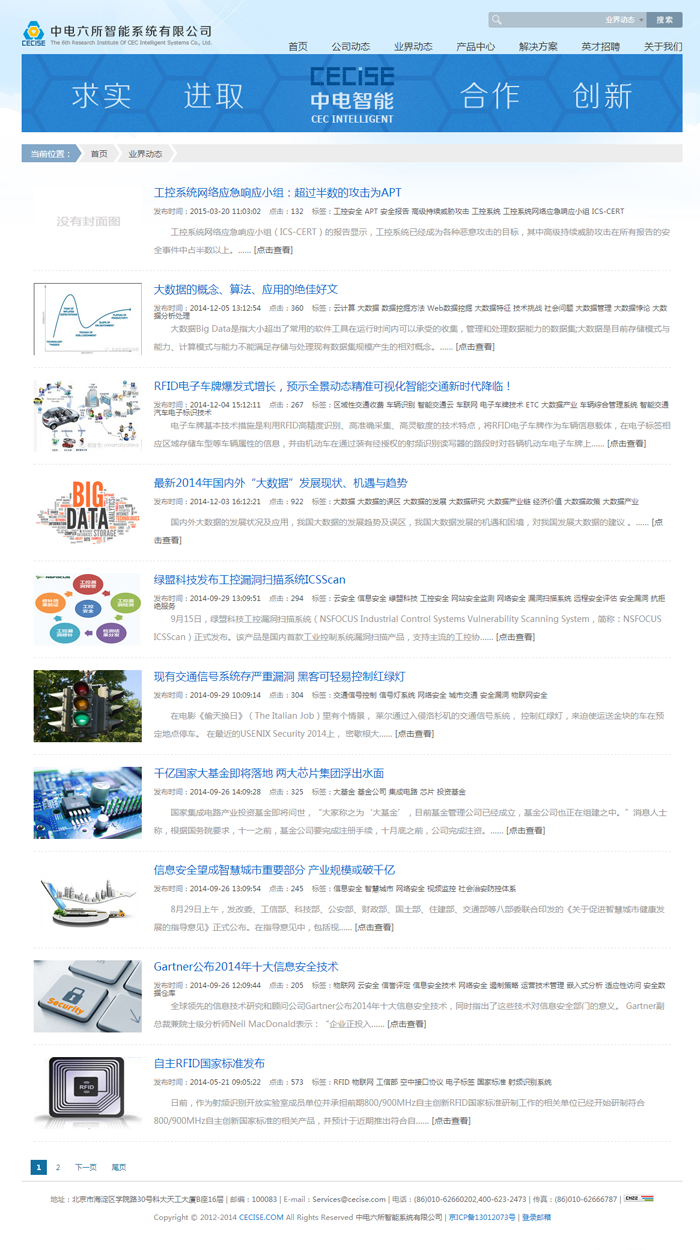 中电六所智能系统有限公司
CECISE The 6th Research Institute Of CEC Intelligent Systems Co., Ltd.
业界动态 搜索
首页 公司动态 业界动态 产品中心 解决方案 英才招聘 关于我们
求实 进取 CECISE 合作 创新
中电智能
CEC INTELLIGENT
当前位置： 首页 业界动态
没有封面图
工控系统网络应急响应小组：超过半数的攻击为APT
发布时间：2015-03-20 11:03:02 点击：132 标签：工控安全 APT 安全报告 高级持续威胁攻击 工控系统 工控系统网络应急响应小组 ICS-CERT
工控系统网络应急响应小组（ICS-CERT）的报告显示，工控系统已经成为各种恶意攻击的目标，其中高级持续威胁攻击在所有报告的安
全事件中占半数以上。...... [点击查看]
大数据的概念、算法、应用的绝佳好文
发布时间：2014-12-05 13:12:54 点击：360 标签：云计算 大数据 数据挖掘方法 Web数据挖掘 大数据特征 技术挑战 社会问题 大数据管理 大数据悖论 大数
据分析处理
大数据Big Data是指大小超出了常用的软件工具在运行时间内可以承受的收集，管理和处理数据能力的数据集;大数据是目前存储模式与
能力、计算模式与能力不能满足存储与处理现有数据集规模产生的相对概念。...... [点击查看]
RFID电子车牌爆发式增长，预示全景动态精准可视化智能交通新时代降临！
发布时间：2014-12-04 15:12:11 点击：267 标签：区域性交通收费 车辆识别 智能交通云 车联网 电子车牌技术 ETC 大数据产业 车辆综合管理系统 智能交通
汽车电子标识技术
电子车牌基本技术措施是利用RFID高精度识别、高准确采集、高灵敏度的技术特点，将RFID电子车牌作为车辆信息载体，在电子标签相
应区域存储车型等车辆属性的信息，并由机动车在通过装有经授权的射频识别读写器的路段时对各辆机动车电子车牌上...... [点击查看]
BIG DATA
最新2014年国内外“大数据”发展现状、机遇与趋势
发布时间：2014-12-03 16:12:21 点击：922 标签：大数据 大数据的误区 大数据的发展 大数据研究 大数据产业链 经济价值 大数据政策 大数据产业
国内外大数据的发展状况及应用，我国大数据的发展趋势及误区，我国大数据发展的机遇和困境，对我国发展大数据的建议 。...... [点
击查看]
NSFOCUS
工控安全
绿盟科技发布工控漏洞扫描系统ICSScan
发布时间：2014-09-29 13:09:51 点击：294 标签：云安全 信息安全 绿盟科技 工控安全 网站安全监测 网络安全 漏洞扫描系统 远程安全评估 安全漏洞 抗拒
绝服务
9月15日，绿盟科技工控漏洞扫描系统（NSFOCUS Industrial Control Systems Vulnerability Scanning System，简称：NSFOCUS
ICSScan）正式发布。该产品是国内首款工业控制系统漏洞扫描产品，支持主流的工控协...... [点击查看]
现有交通信号系统存严重漏洞 黑客可轻易控制红绿灯
发布时间：2014-09-29 10:09:14 点击：304 标签：交通信号控制 信号灯系统 网络安全 城市交通 安全漏洞 物联网安全
在电影《偷天换日》（The Italian Job）里有个情景， 莱尔通过入侵洛杉矶的交通信号系统 ，控制红绿灯，来迫使运送金块的车在预
定地点停车。 在最近的USENIX Security 2014上， 密歇根大...... [点击查看]
千亿国家大基金即将落地 两大芯片集团浮出水面
发布时间：2014-09-26 14:09:28 点击：325 标签：大基金 基金公司 集成电路 芯片 投资基金
国家集成电路产业投资基金即将问世，“大家称之为‘大基金’，目前基金管理公司已经成立，基金公司也正在组建之中。”消息人士
称，根据国务院要求，十一之前，基金公司要完成注册手续，十月底之前，公司完成注资。...... [点击查看]
信息安全望成智慧城市重要部分 产业规模或破千亿
发布时间：2014-09-26 13:09:54 点击：245 标签：信息安全 智慧城市 网络安全 视频监控 社会治安防控体系
8月29日上午，发改委、工信部、科技部、公安部、财政部、国土部、住建部、交通部等八部委联合印发的《关于促进智慧城市健康发
展的指导意见》正式公布。在指导意见中，包括视...... [点击查看]
Security
Gartner公布2014年十大信息安全技术
发布时间：2014-09-26 12:09:44 点击：205 标签：物联网 云安全 信誉评定 信息安全技术 网络安全 遏制策略 运营技术管理 嵌入式分析 适应性访问 安全数
据仓库
全球领先的信息技术研究和顾问公司Gartner公布2014年十大信息安全技术，同时指出了这些技术对信息安全部门的意义。 Gartner副
总裁兼院士级分析师Neil MacDonald表示：“企业正投入...... [点击查看]
RFID
自主RFID国家标准发布
发布时间：2014-05-21 09:05:22 点击：573 标签：RFID 物联网 工信部 空中接口协议 电子标签 国家标准 射频识别系统
日前，作为射频识别开放实验室成员单位并承担前期800/900MHz自主创新RFID国家标准研制工作的相关单位已经开始研制符合
800/900MHz自主创新国家标准的相关产品，并预计于近期推出符合自...... [点击查看]
1 2 下一页 尾页
地址：北京市海淀区学院路30号科大天工大厦B座16层 | 邮编：100083 | E-mail：Services@cecise.com | 电话：(86)010-62660202,400-623-2473 | 传真：(86)010-62666787 | CNZZ
Copyright © 2012-2014 CECISE.COM All Rights Reserved 中电六所智能系统有限公司 | 京ICP备13012073号 | 登录邮箱